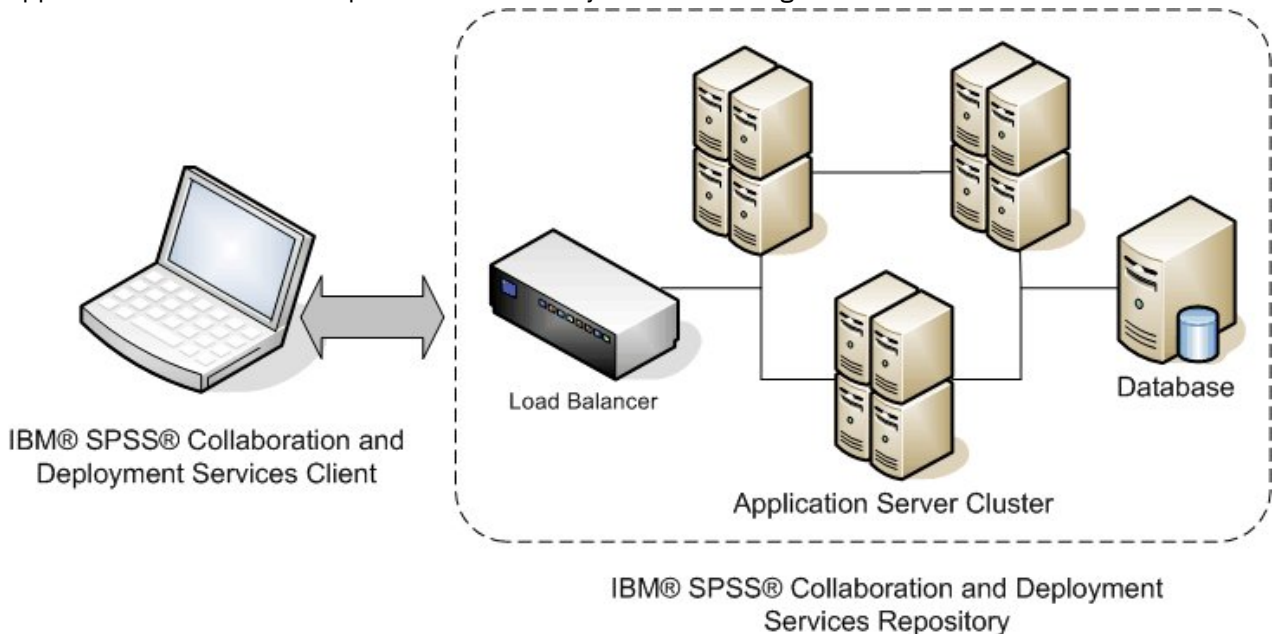 Load Balancer
Database
IBM® SPSS® Collaboration and
Deployment Services Client
Application Server Cluster
IBM® SPSS® Collaboration and Deployment
Services Repository